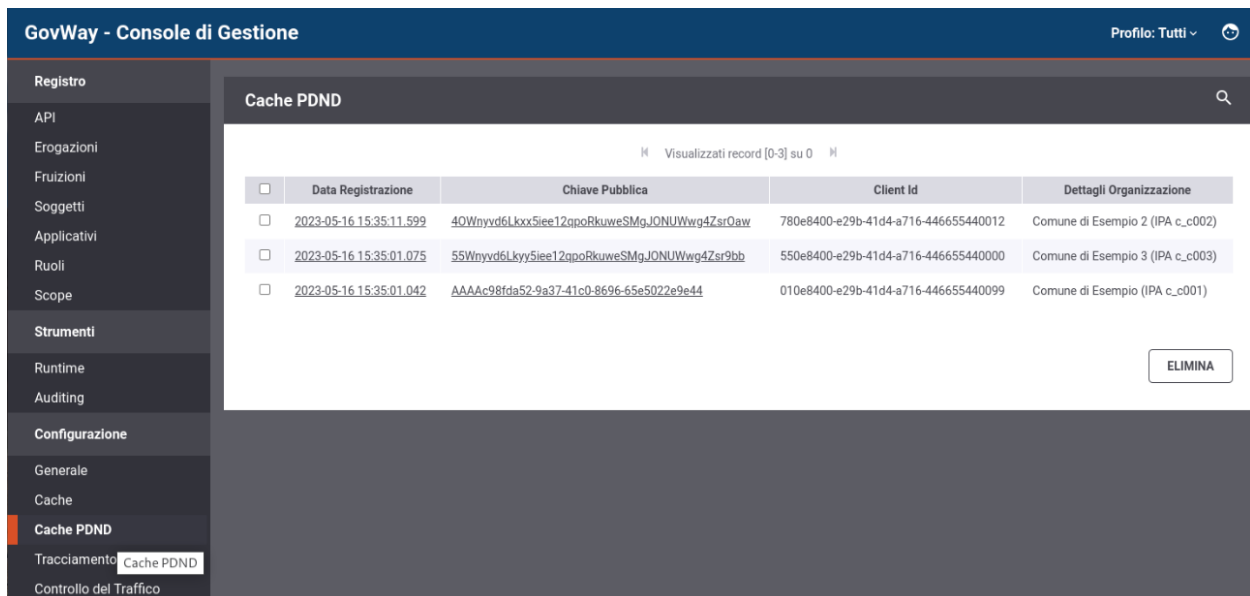 GovWay - Console di Gestione
Profilo: Tutti
Registro
API
Erogazioni
Fruizioni
Soggetti
Applicativi
Ruoli
Scope
Strumenti
Runtime
Auditing
Configurazione
Generale
Cache
Cache PDND
Tracciamento
Cache PDND
Controllo del Traffico
Cache PDND
Visualizzati record [0-3] su 0
Data Registrazione Chiave Pubblica Client Id Dettagli Organizzazione
2023-05-16 15:35:11.599 4OWnyvd6Lkxx5iee12qpoRkuweSMgJONUWwg4ZsrOaw 780e8400-e29b-41d4-a716-446655440012 Comune di Esempio 2 (IPA c_c002)
2023-05-16 15:35:01.075 55Wnyvd6Lkyy5iee12qpoRkuweSMgJONUWwg4Zsr9bb 550e8400-e29b-41d4-a716-446655440000 Comune di Esempio 3 (IPA c_c003)
2023-05-16 15:35:01.042 AAAAc98fda52-9a37-41c0-8696-65e5022e9e44 010e8400-e29b-41d4-a716-446655440099 Comune di Esempio (IPA c_c001)
ELIMINA